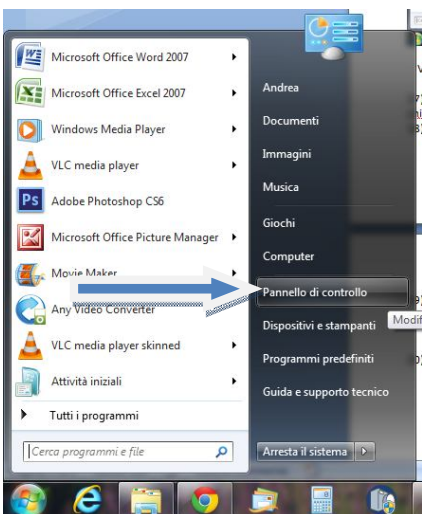 Microsoft Office Word 2007
Microsoft Office Excel 2007
Windows Media Player
VLC media player
Ps Adobe Photoshop CS6
Microsoft Office Picture Manager
Movie Maker
Any Video Converter
VLC media player skinned
Attività iniziali
Tutti i programmi
Cerca programmi e file
Andrea
Documenti
Immagini
Musica
Giochi
Computer
Pannello di controllo
Modif
Dispositivi e stampanti
Programmi predefiniti
Guida e supporto tecnico
Arresta il sistema